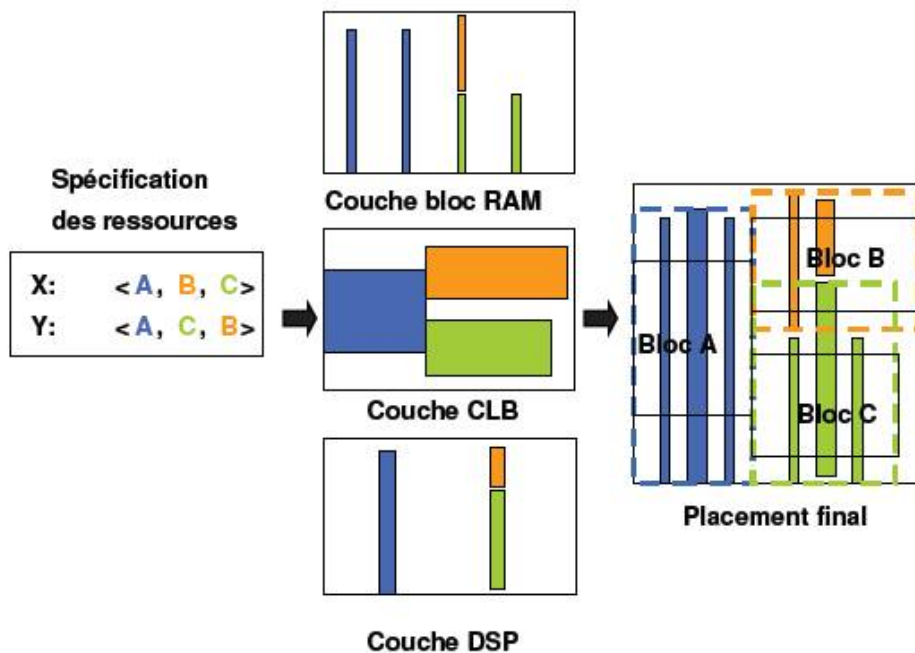 Spécification
des ressources
X: <A, B, C>
Y: <A, C, B>
Couche bloc RAM
Couche CLB
Couche DSP
Bloc B
Bloc A
Bloc C
Placement final